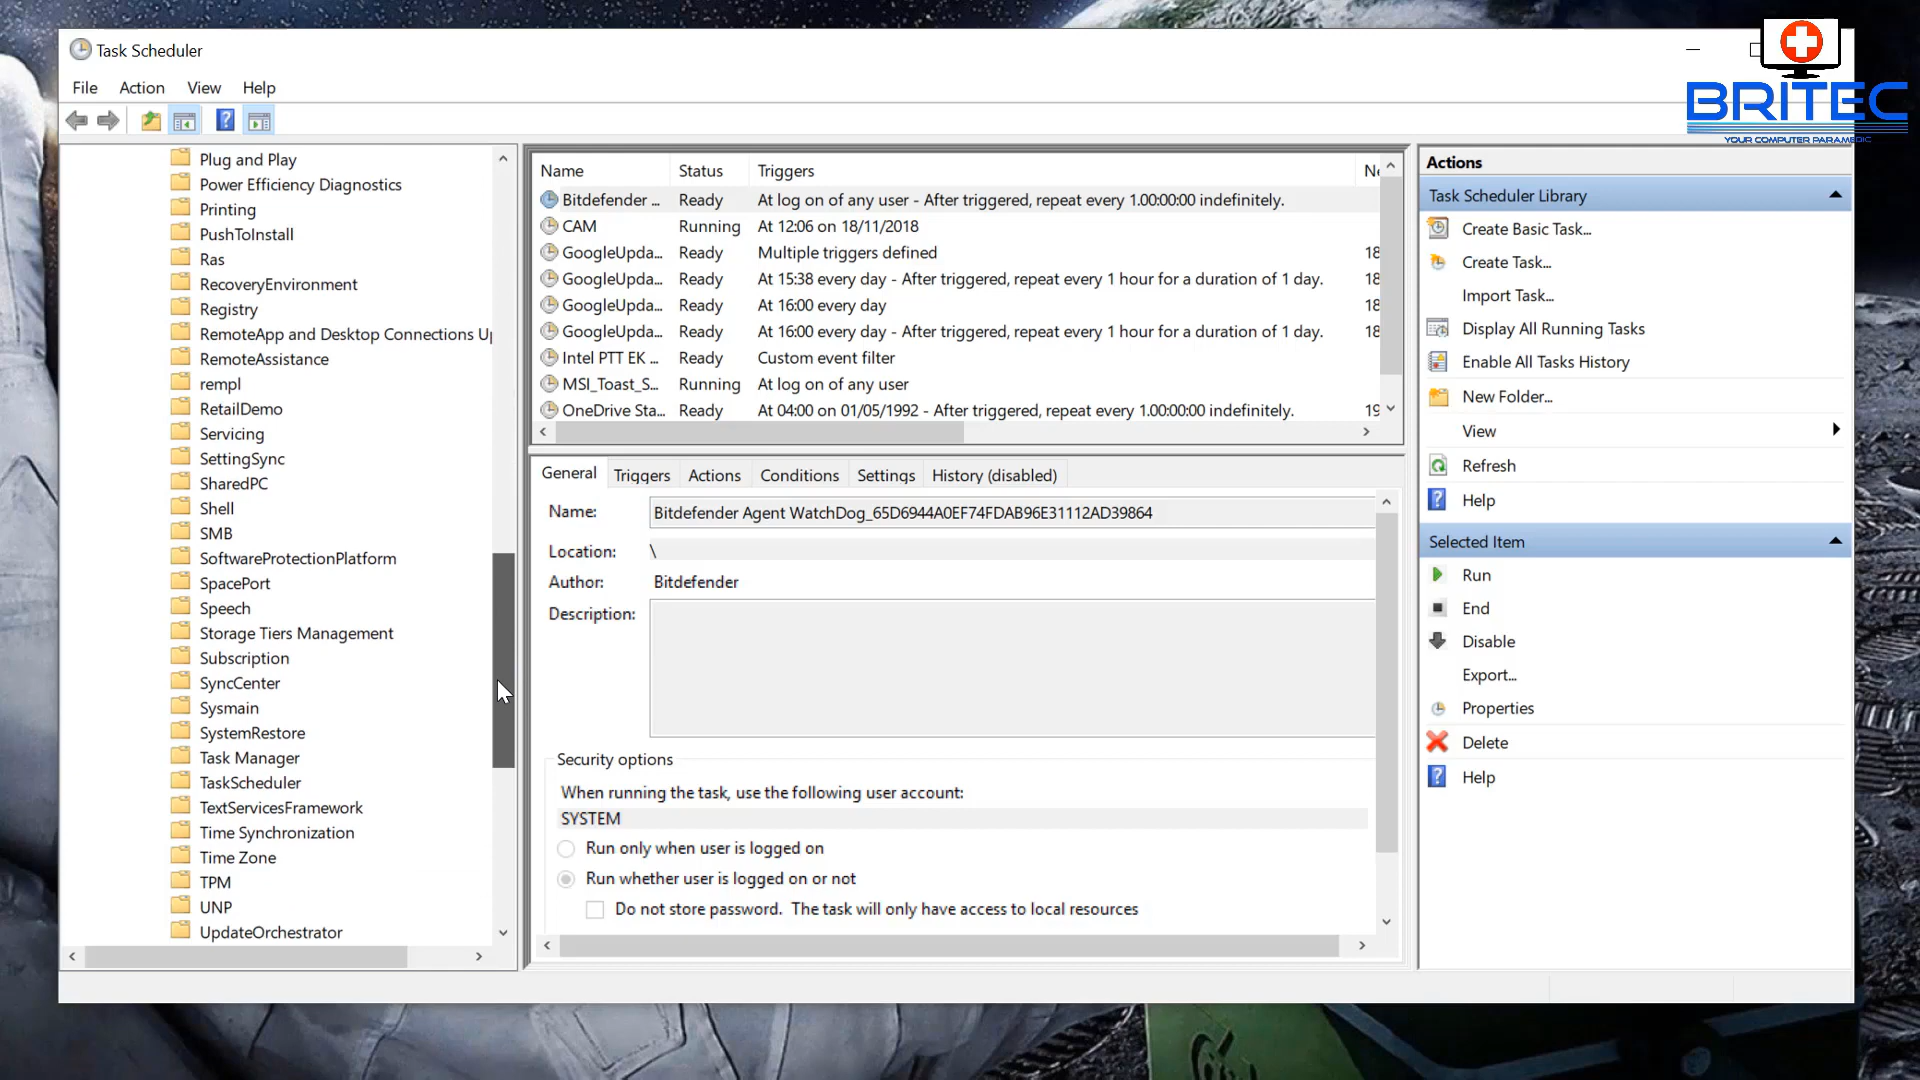 Task Scheduler
File Action View Help
BRITEC
YOUR COMPUTER PARAMEDIC
Plug and Play
Power Efficiency Diagnostics
Printing
PushToInstall
Ras
RecoveryEnvironment
Registry
RemoteApp and Desktop Connections Up
RemoteAssistance
rempl
RetailDemo
Servicing
SettingSync
SharedPC
Shell
SMB
SoftwareProtectionPlatform
SpacePort
Speech
Storage Tiers Management
Subscription
SyncCenter
Sysmain
SystemRestore
Task Manager
TaskScheduler
TextServicesFramework
Time Synchronization
Time Zone
TPM
UNP
UpdateOrchestrator
Name Status Triggers Ne
Bitdefender ... Ready At log on of any user - After triggered, repeat every 1.00:00:00 indefinitely.
CAM Running At 12:06 on 18/11/2018
GoogleUpda... Ready Multiple triggers defined 18
GoogleUpda... Ready At 15:38 every day - After triggered, repeat every 1 hour for a duration of 1 day. 18
GoogleUpda... Ready At 16:00 every day 18
GoogleUpda... Ready At 16:00 every day - After triggered, repeat every 1 hour for a duration of 1 day. 18
Intel PTT EK ... Ready Custom event filter
MSI_Toast_S... Running At log on of any user
OneDrive Sta... Ready At 04:00 on 01/05/1992 - After triggered, repeat every 1.00:00:00 indefinitely. 19
General Triggers Actions Conditions Settings History (disabled)
Name: Bitdefender Agent WatchDog_65D6944A0EF74FDAB96E31112AD39864
Location: \
Author: Bitdefender
Description:
Security options
When running the task, use the following user account:
SYSTEM
Run only when user is logged on
Run whether user is logged on or not
Do not store password. The task will only have access to local resources
Actions
Task Scheduler Library
Create Basic Task...
Create Task...
Import Task...
Display All Running Tasks
Enable All Tasks History
New Folder...
View
Refresh
Help
Selected Item
Run
End
Disable
Export...
Properties
Delete
Help